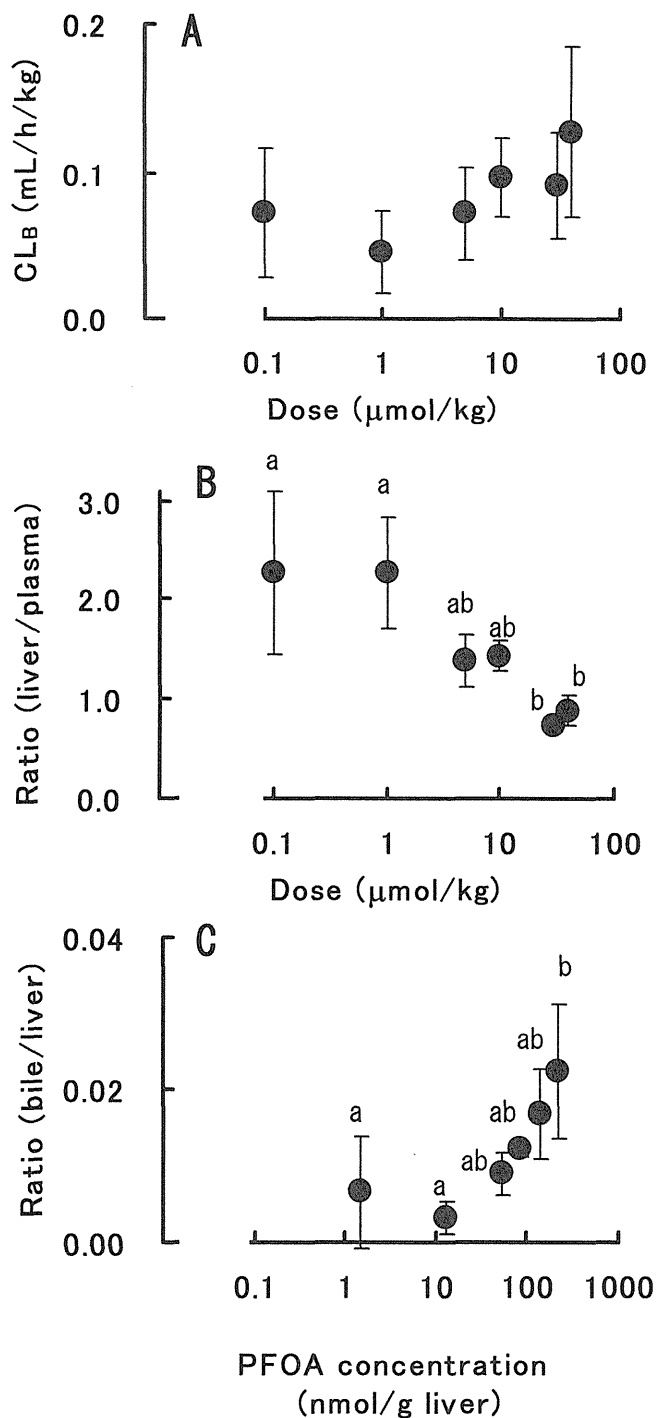 A
CLB (mL/h/kg)
0.2
0.1
0.0
0.1 1 10 100
Dose (μmol/kg)
B
Ratio (liver/plasma)
3.0
2.0
1.0
0.0
a
a
ab
ab
b
b
0.1 1 10 100
Dose (μmol/kg)
C
Ratio (bile/liver)
0.04
0.02
0.00
a
a
ab
ab
ab
b
0.1 1 10 100 1000
PFOA concentration
(nmol/g liver)